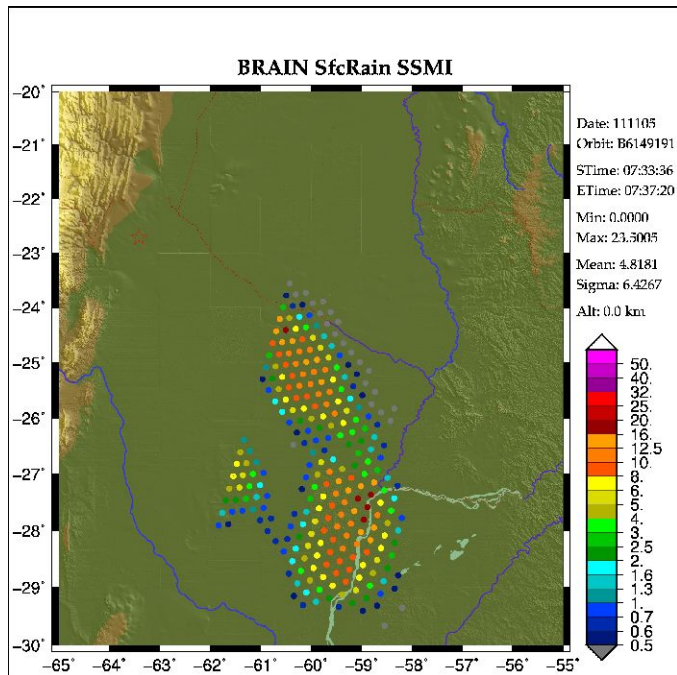 BRAIN SfcRain SSMI
−20°
−21°
−22°
−23°
−24°
−25°
−26°
−27°
−28°
−29°
−30°
−65 −64° −63° −62° −61° −60° −59° −58° −57° −56° −55°
Date: 111105
Orbit: B6149191
STime: 07:33:36
ETime: 07:37:20
Min: 0.0000
Max: 23.5005
Mean: 4.8181
Sigma: 6.4267
Alt: 0.0 km
50.
40.
32.
25.
20.
16.
12.5
10.
8.
6.
5.
4.
3.
2.5
2.
1.6
1.3
1.
0.7
0.6
0.5